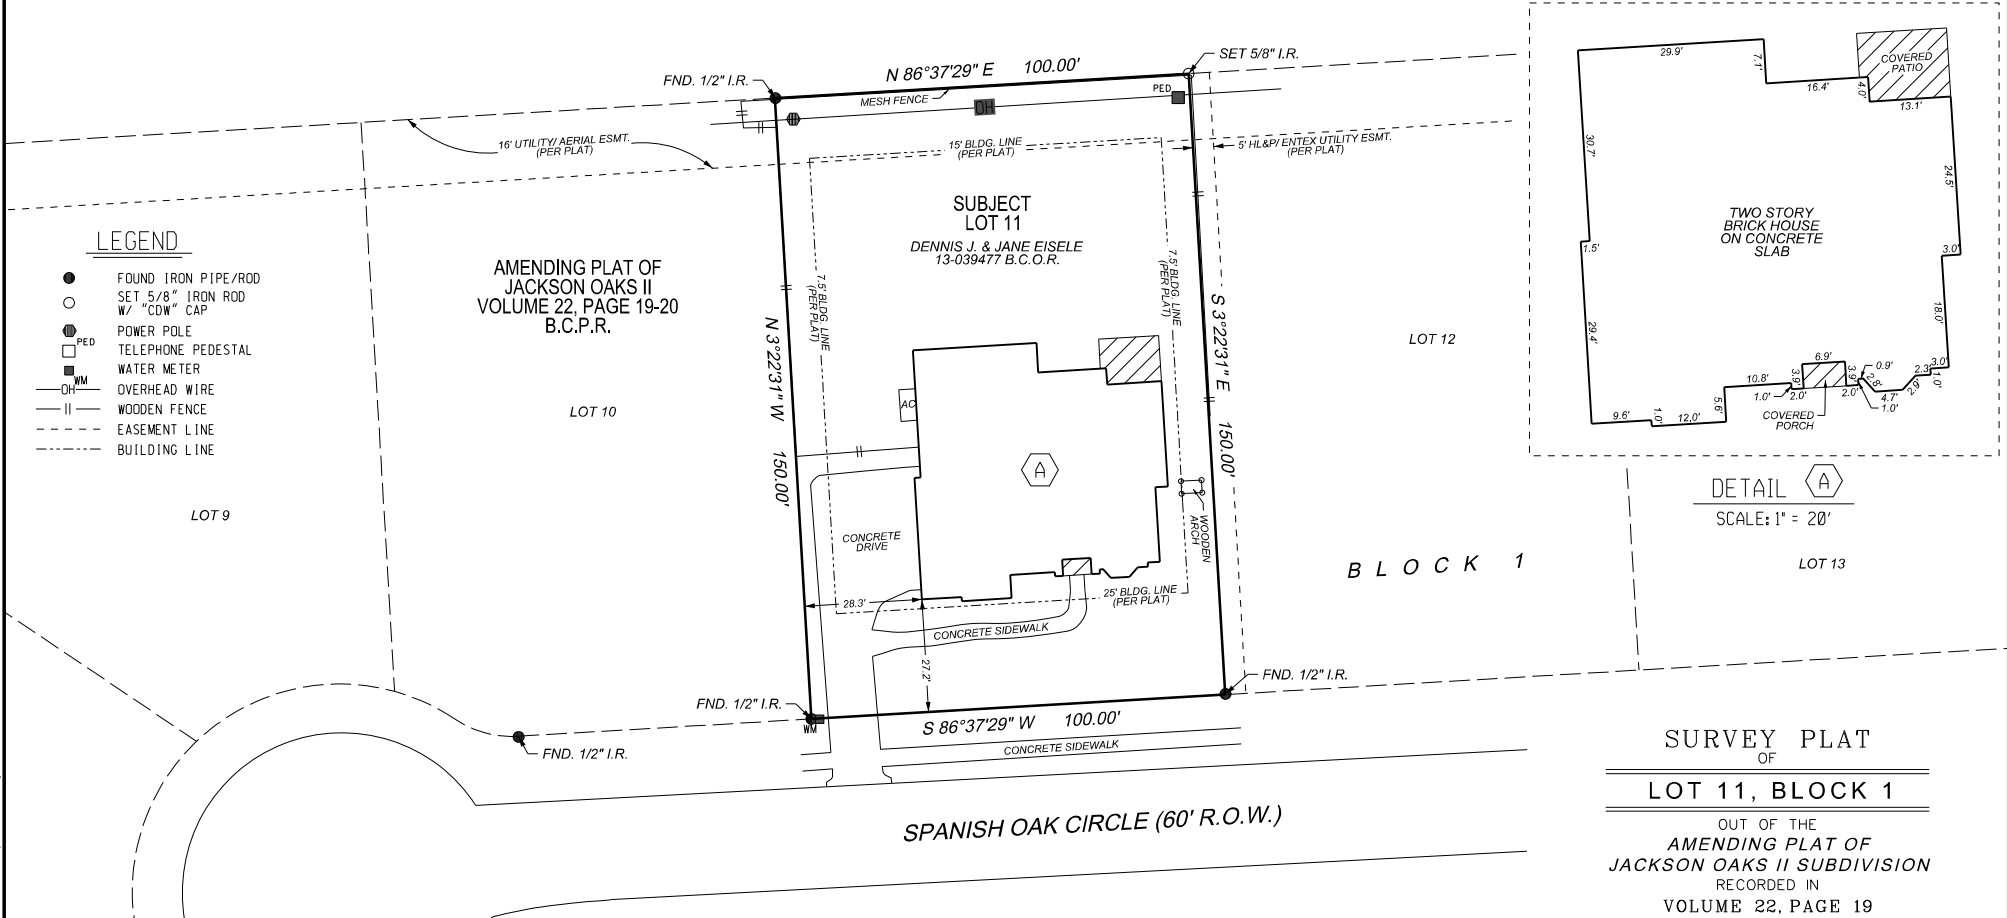 SET 5/8" I.R.
N 86°37'29" E 100.00'
FND. 1/2" I.R.
MESH FENCE
OH
PED
16' UTILITY/ AERIAL ESMT.
(PER PLAT)
15' BLDG. LINE
(PER PLAT)
5' HL&P/ ENTEX UTILITY ESMT.
(PER PLAT)
SUBJECT
LOT 11
DENNIS J. & JANE EISELE
13-039477 B.C.O.R.
LEGEND
FOUND IRON PIPE/ROD
SET 5/8" IRON ROD
W/ "CDW" CAP
POWER POLE
PED
TELEPHONE PEDESTAL
WATER METER
WM
OH
OVERHEAD WIRE
WOODEN FENCE
EASEMENT LINE
BUILDING LINE
AMENDING PLAT OF
JACKSON OAKS II
VOLUME 22, PAGE 19-20
B.C.P.R.
7.5' BLDG. LINE
(PER PLAT)
7.5' BLDG. LINE
(PER PLAT)
N 3°22'31" W 150.00'
S 3°22'31" E 150.00'
LOT 9
LOT 10
LOT 12
LOT 13
BLOCK 1
AC
A
CONCRETE
DRIVE
WOODEN
ARCH
28.3'
27.2'
25' BLDG. LINE
(PER PLAT)
CONCRETE SIDEWALK
FND. 1/2" I.R.
FND. 1/2" I.R.
WM
S 86°37'29" W 100.00'
FND. 1/2" I.R.
CONCRETE SIDEWALK
SPANISH OAK CIRCLE (60' R.O.W.)
29.9'
7.1'
16.4'
4.0'
COVERED
PATIO
13.1'
30.7'
24.5'
TWO STORY
BRICK HOUSE
ON CONCRETE
SLAB
1.5'
3.0'
29.4'
18.0'
6.9'
3.9'
3.9'
0.9'
2.8'
2.3'
3.0'
1.0'
10.8'
1.0'
2.0'
2.0'
4.7'
2.9'
1.0'
5.6'
9.6'
1.0'
12.0'
COVERED
PORCH
DETAIL A
SCALE: 1" = 20'
SURVEY PLAT
OF
LOT 11, BLOCK 1
OUT OF THE
AMENDING PLAT OF
JACKSON OAKS II SUBDIVISION
RECORDED IN
VOLUME 22, PAGE 19